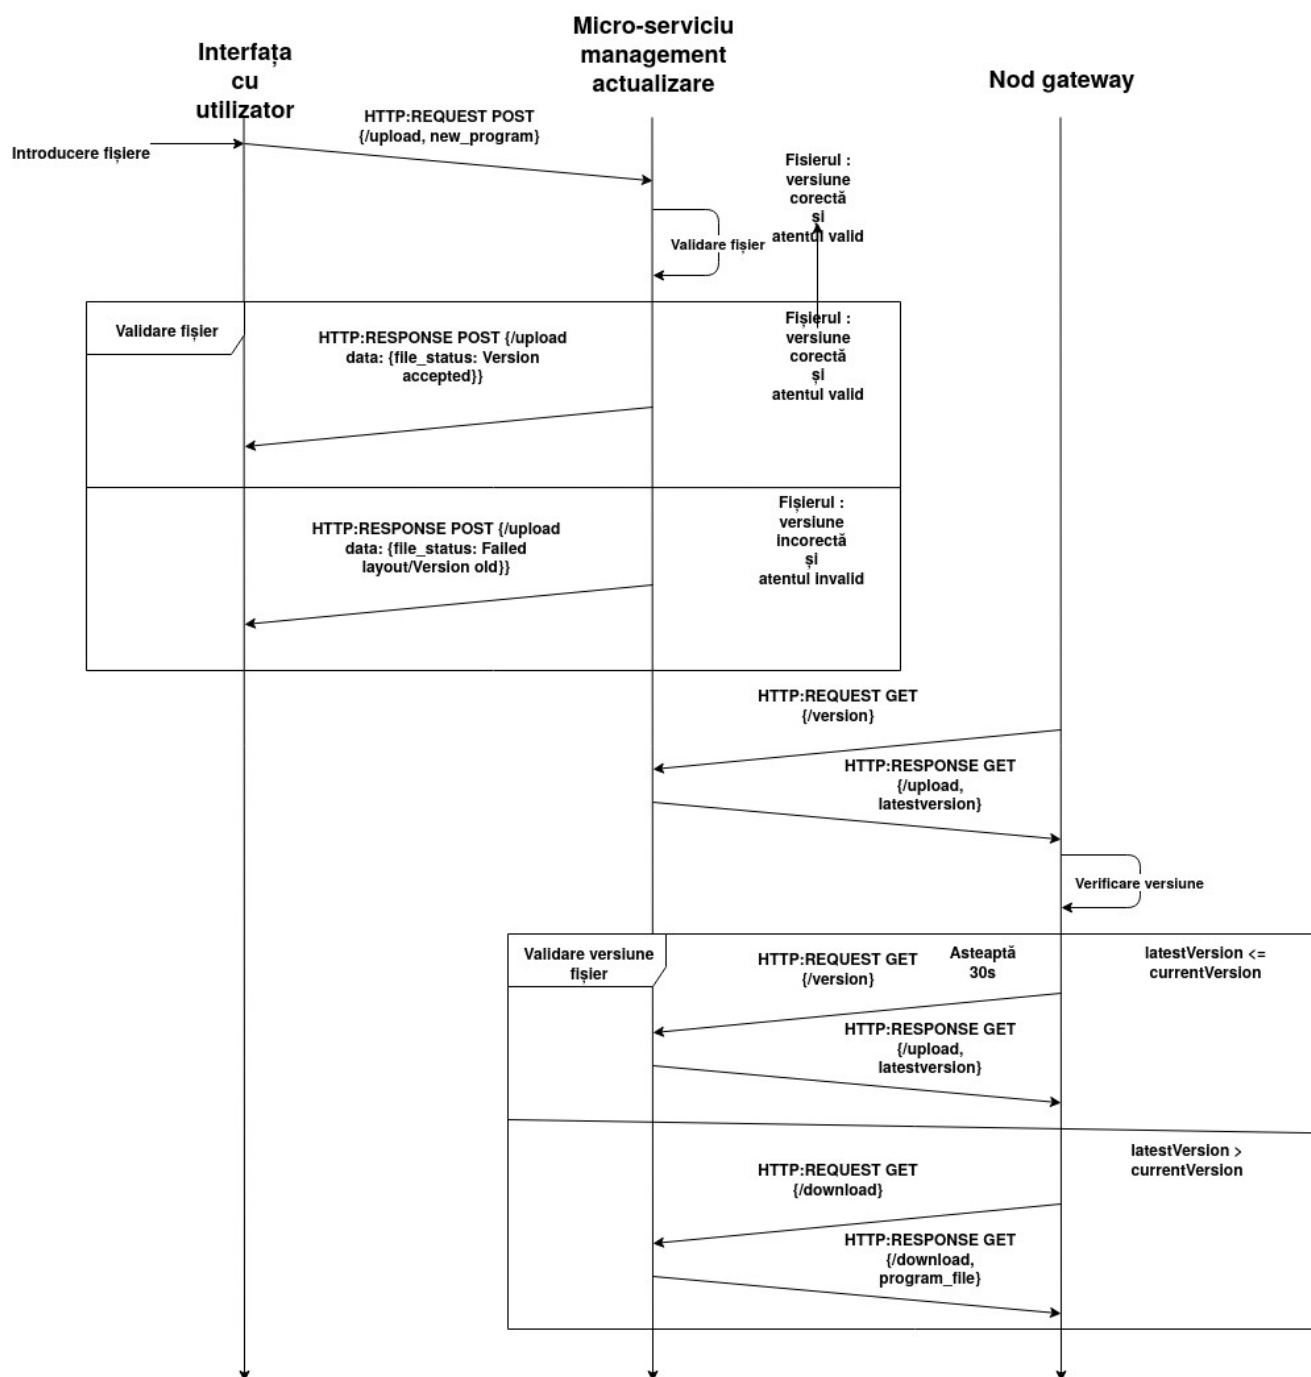 Interfața
cu
utilizator
Micro-serviciu
management
actualizare
Nod gateway
Introducere fișiere
HTTP:REQUEST POST
{/upload, new_program}
Fisierul :
versiune
corectă
și
atentul valid
Validare fișier
Validare fișier
HTTP:RESPONSE POST {/upload
data: {file_status: Version
accepted}}
Fișierul :
versiune
corectă
și
atentul valid
HTTP:RESPONSE POST {/upload
data: {file_status: Failed
layout/Version old}}
Fișierul :
versiune
incorectă
și
atentul invalid
HTTP:REQUEST GET
{/version}
HTTP:RESPONSE GET
{/upload,
latestversion}
Verificare versiune
Validare versiune
fișier
HTTP:REQUEST GET
{/version}
Asteaptă
30s
latestVersion <=
currentVersion
HTTP:RESPONSE GET
{/upload,
latestversion}
latestVersion >
currentVersion
HTTP:REQUEST GET
{/download}
HTTP:RESPONSE GET
{/download,
program_file}